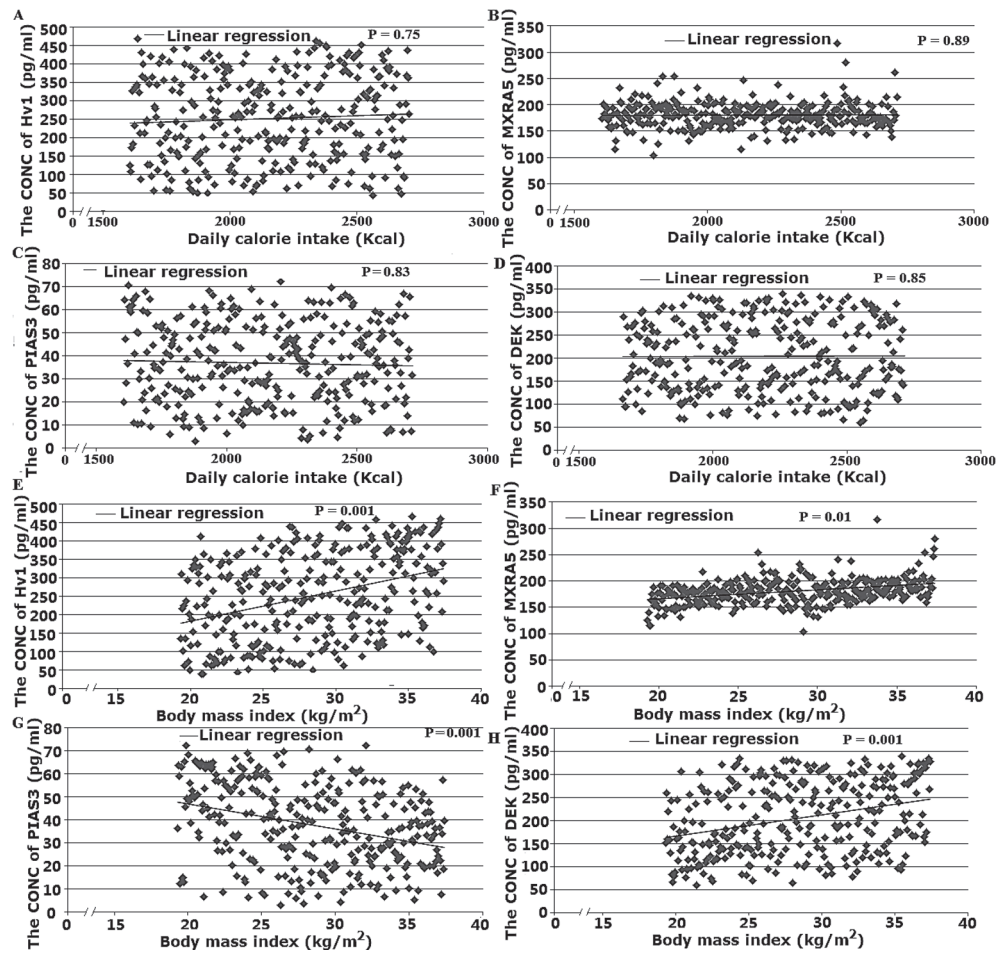 A
The CONC of Hv1 (pg/ml)
500
450
400
350
300
250
200
150
100
50
0
Linear regression
P = 0.75
1500
2000
2500
3000
Daily calorie intake (Kcal)
B
The CONC of MXRA5 (pg/ml)
350
300
250
200
150
100
50
0
Linear regression
P = 0.89
0 1500
2000
2500
3000
Daily calorie intake (Kcal)
C
The CONC of PIAS3 (pg/ml)
80
70
60
50
40
30
20
10
0
Linear regression
P=0.83
0 1500
2000
2500
3000
Daily calorie intake (Kcal)
D
The CONC of DEK (pg/ml)
400
350
300
250
200
150
100
50
0
Linear regression
P = 0.85
0 1500
2000
2500
3000
Daily calorie intake (Kcal)
E
The CONC of Hv1 (pg/ml)
500
450
400
350
300
250
200
150
100
50
0
Linear regression
P = 0.001
0 15 20 25 30 35 40
Body mass index (kg/m²)
F
The CONC of MXRA5 (pg/ml)
350
300
250
200
150
100
50
0
Linear regression
P = 0.01
0 15 20 25 30 35 40
Body mass index (kg/m²)
G
The CONC of PIAS3 (pg/ml)
80
70
60
50
40
30
20
10
0
Linear regression
P=0.001
0 15 20 25 30 35 40
Body mass index (kg/m²)
H
The CONC of DEK (pg/ml)
400
350
300
250
200
150
100
50
0
Linear regression
P = 0.001
0 15 20 25 30 35 40
Body mass index (kg/m²)